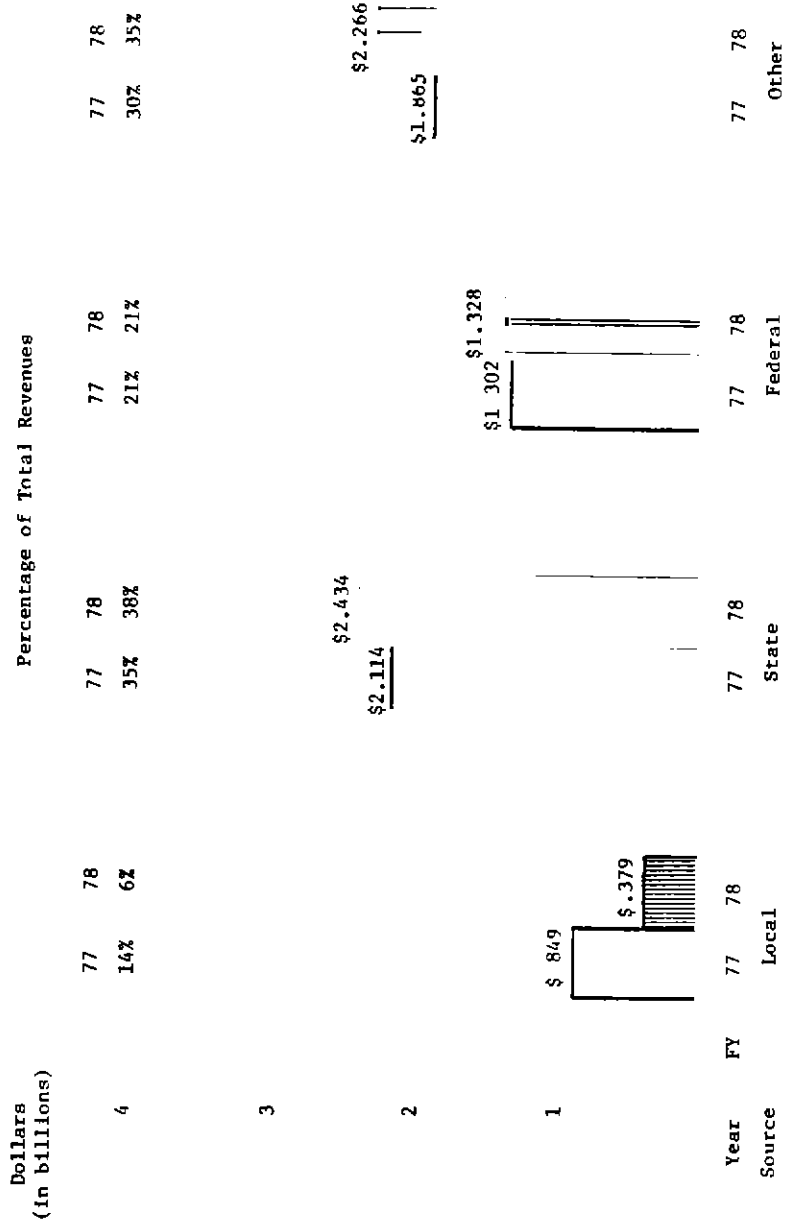 Percentage of Total Revenues
Dollars
(in billions)
77 78 77 78 77 78 77 78
4 14% 6% 35% 38% 21% 21% 30% 35%
3
$2.434 $2.266
$2.114 $1.865
2
$1.328
$1 302
1
$ 849
$.379
Year FY 77 78 77 78 77 78 77 78
Source Local State Federal Other